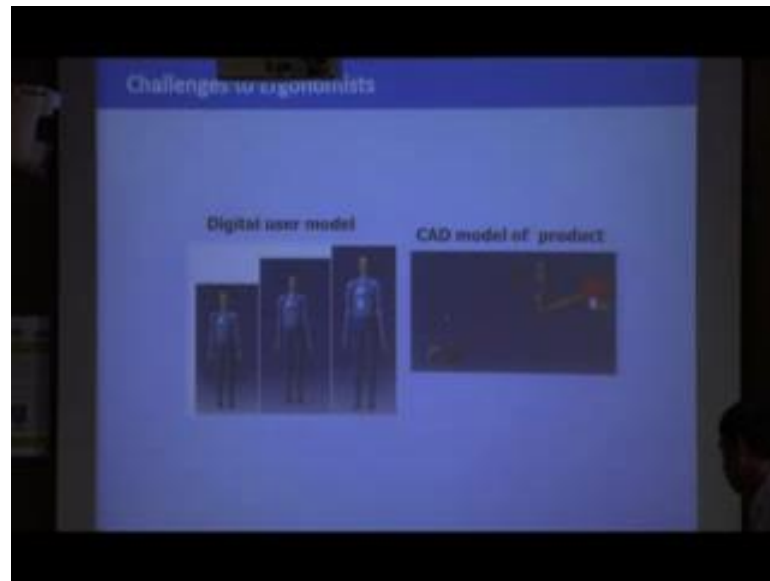 Challenges to Ergonomists
Digital user model
CAD model of product